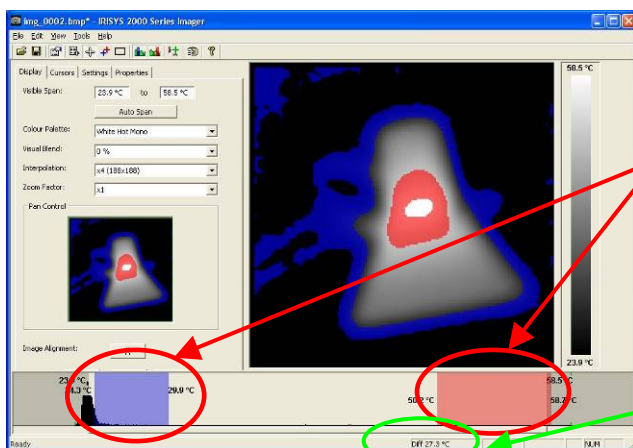 img_0002.bmp* - IRISYS 2000 Series Imager
File Edit View Tools Help
Display Cursors Settings Properties
Visible Span: 23.9 °C to 58.5 °C
Auto Span
Colour Palette: White Hot Mono
Visual Blend: 0 %
Interpolation: x4 (188x188)
Zoom Factor: x1
Pan Control
Image Alignment:
58.5 °C
23.9 °C
29.9 °C
58.5 °C
Ready
Diff 27.3 °C
NUM